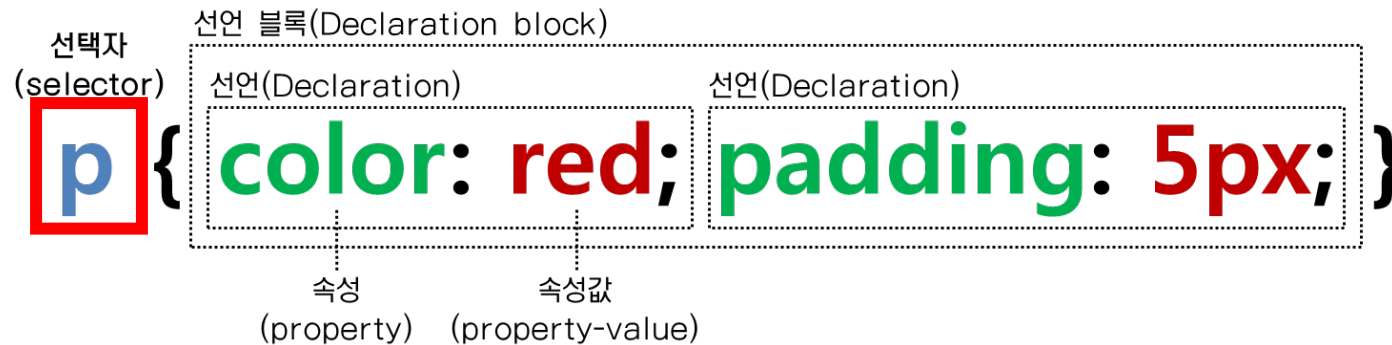 선언 블록(Declaration block)
선택자
(selector)
선언(Declaration) 선언(Declaration)
p { color: red; padding: 5px; }
속성 속성값
(property) (property-value)